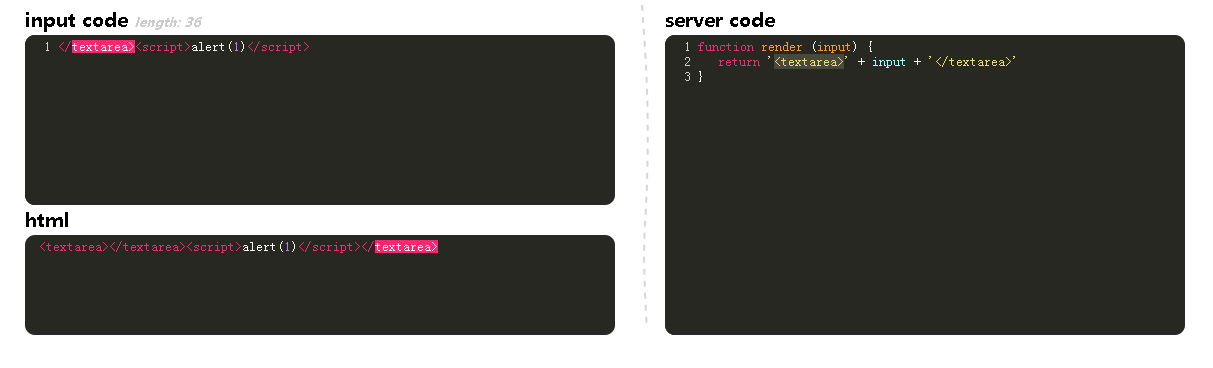 input code length: 36
1 </textarea><script>alert(1)</script>
html
<textarea></textarea><script>alert(1)</script></textarea>
server code
1 function render (input) {
2 return '<textarea>' + input + '</textarea>'
3 }